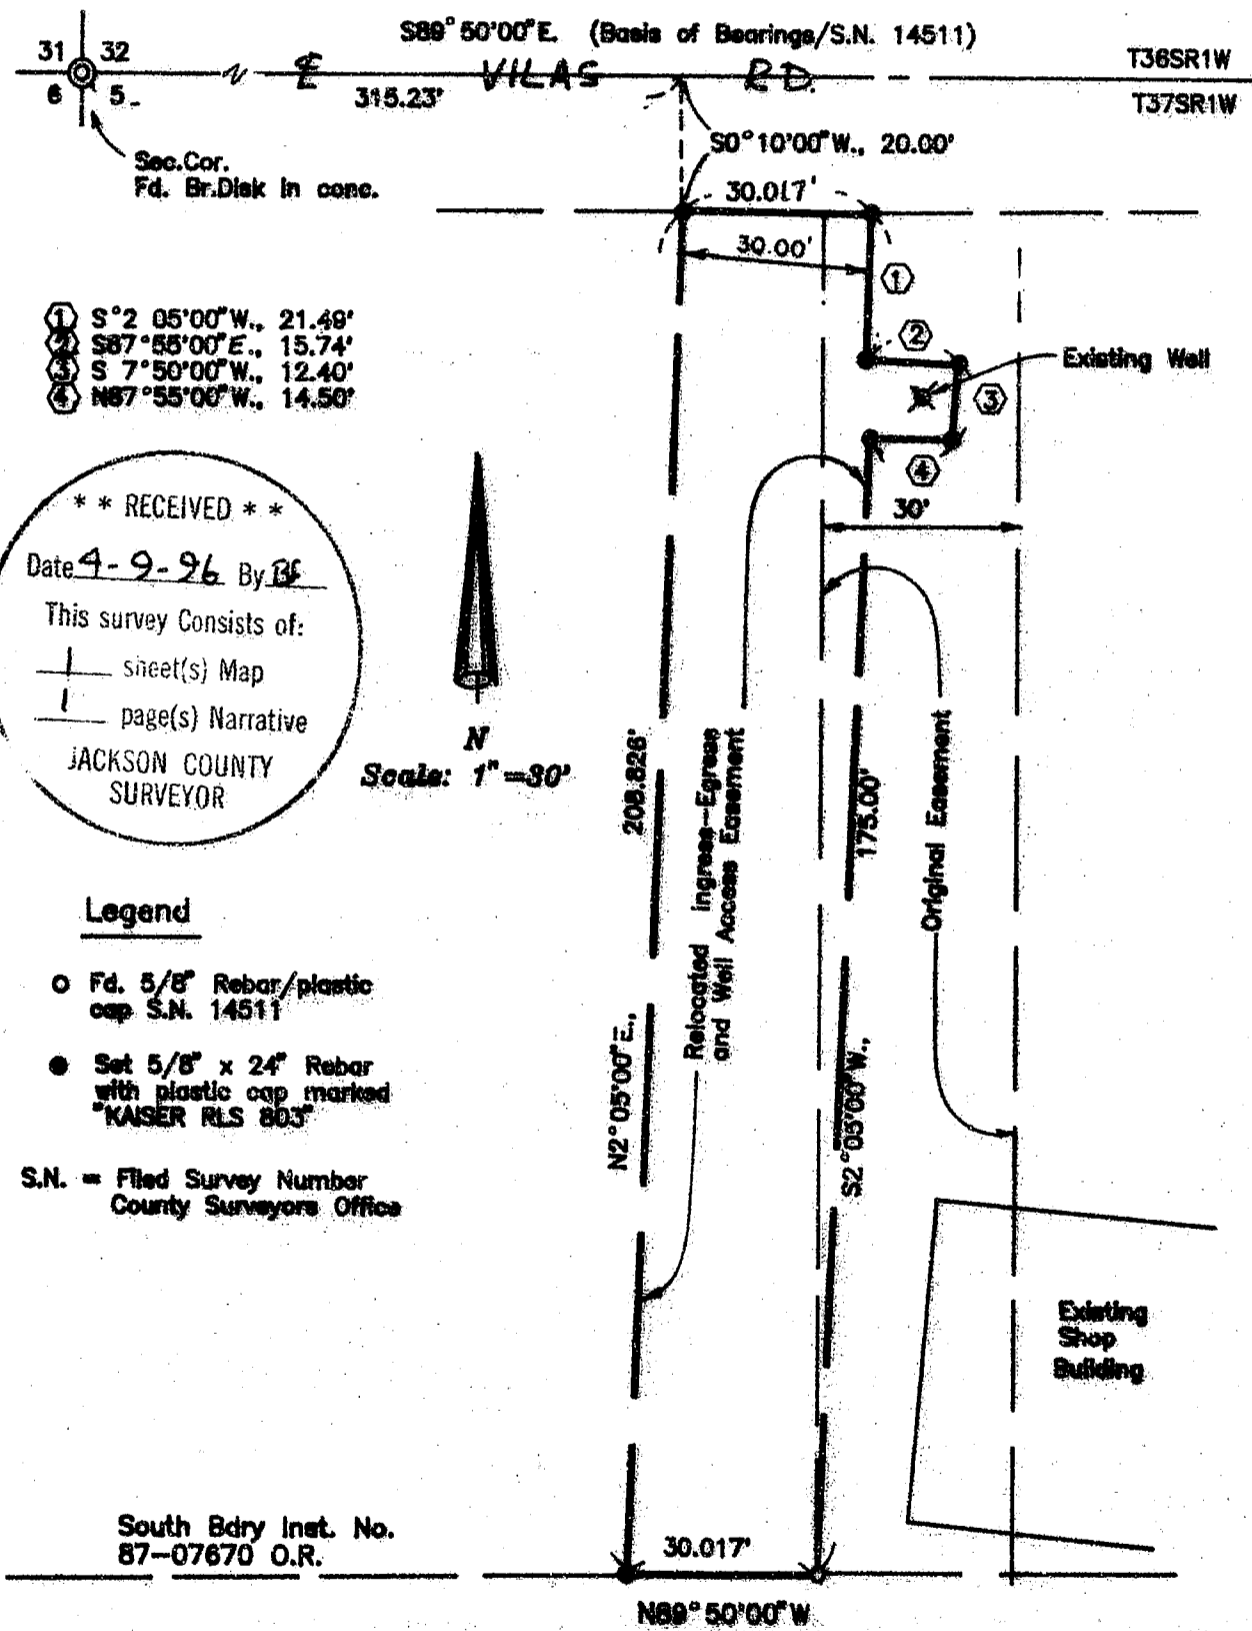 S89°50'00"E. (Basis of Bearings/S.N. 14511)
31 32
6 5
℄ VILAS RD.
315.23'
T36SR1W
T37SR1W
Sec.Cor.
Fd. Br.Disk in conc.
S0°10'00"W., 20.00'
30.017'
30.00'
1 S°2 05'00"W., 21.49'
2 S87°55'00"E., 15.74'
3 S 7°50'00"W., 12.40'
4 N87°55'00"W., 14.50'
1
2
3
4
Existing Well
30'
* * RECEIVED * *
Date 4-9-96 By
This survey Consists of:
1 sheet(s) Map
1 page(s) Narrative
JACKSON COUNTY
SURVEYOR
N
Scale: 1"=30'
208.826'
N2°05'00"E.,
Relocated Ingress-Egress
and Well Access Easement
175.00'
S2°05'00"W.,
Original Easement
Legend
Fd. 5/8" Rebar/plastic
cap S.N. 14511
Set 5/8" x 24" Rebar
with plastic cap marked
"KAISER RLS 803"
S.N. = Filed Survey Number
County Surveyors Office
Existing
Shop
Building
South Bdry Inst. No.
87-07670 O.R.
30.017'
N89°50'00"W